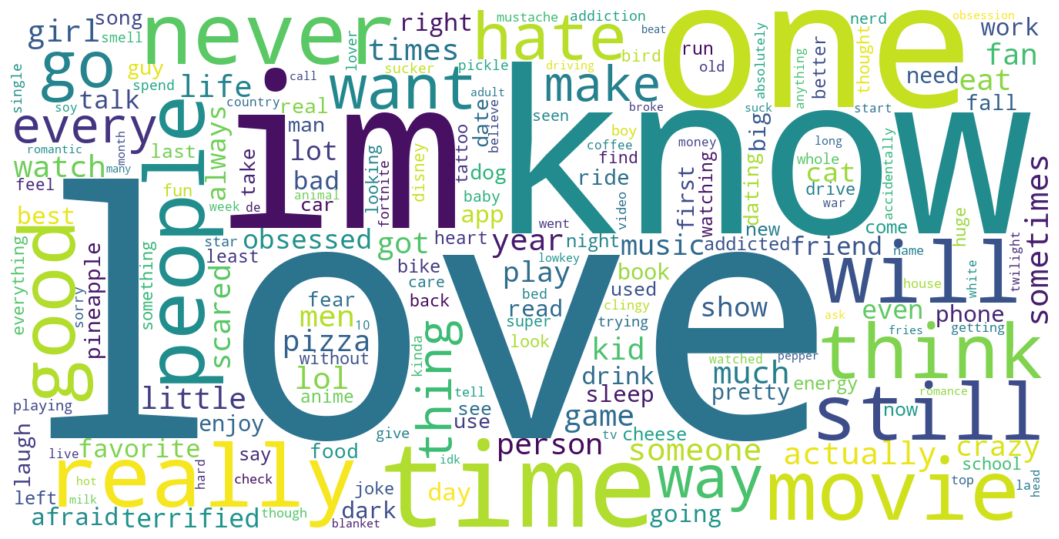 girl song smell never right mustache addiction hate one bird run old nerd obsession work
single guy lover times sucker pickle beat driving absolutely thought better need fan
go talk spend life call want make anything eat
soy country adult believe date seen big boy coffee start suck fall
every people always real man lot im tattoo know find money long
romantic month many last bad looking fortnite disney dog ride first watching dating whole cat drive war accidentally sometimes
watch feel fun animal car take baby app broke video new come
best week de heart went night name huge
good star obsessed got year music addicted friend will house white twilight
everything sorry pineapple something scared least bike care back lowkey book used even phone
love fear play bed read clingy show fries getting
men 10 super trying ask
pizza without kinda look kid watched pepper think
lol anime thing tell drink much energy romance
little see sleep pretty now still
playing enjoy use game
laugh favorite give person tv cheese someone actually crazy
live say food idk school
really hard check time way day movie top la head
left hot milk joke
afraid terrified though dark blanket going